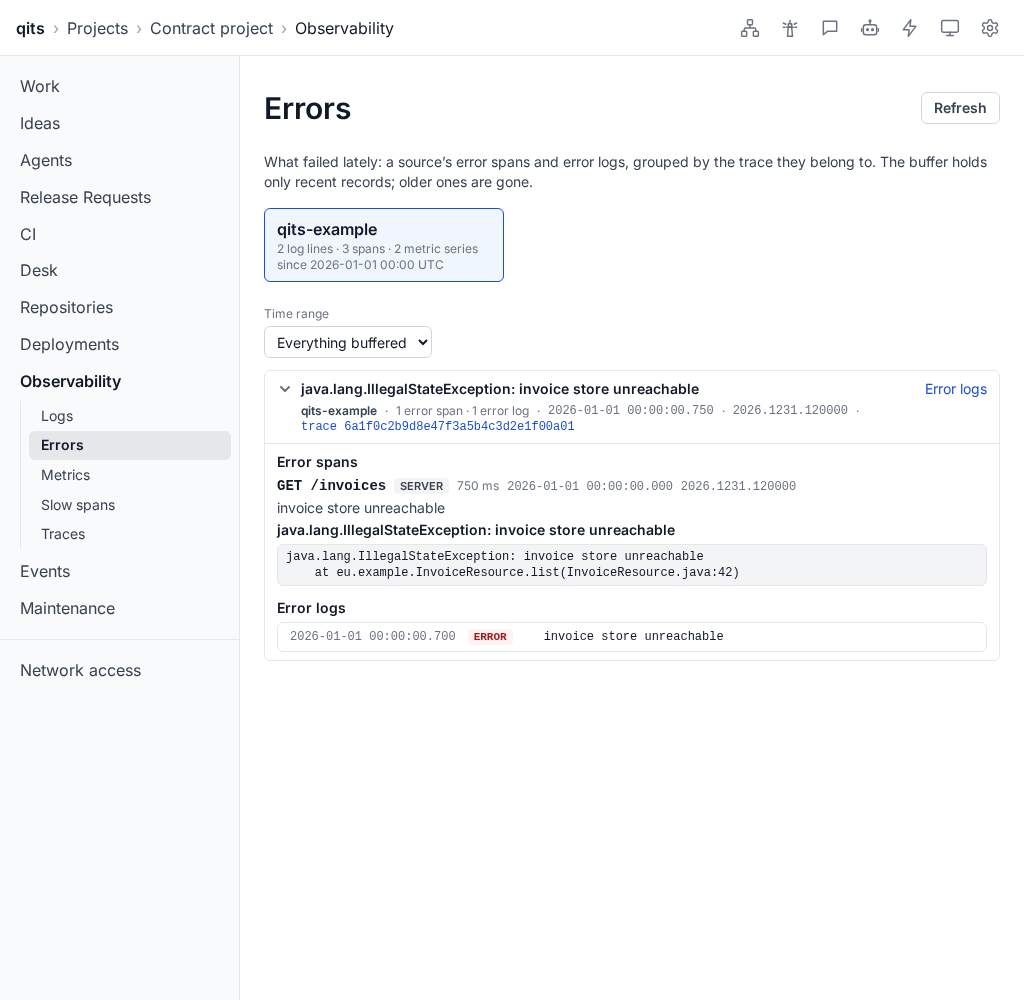 qits › Projects › Contract project › Observability
Work
Ideas
Agents
Release Requests
CI
Desk
Repositories
Deployments
Observability
Logs
Errors
Metrics
Slow spans
Traces
Events
Maintenance
Network access
Errors
Refresh
What failed lately: a source’s error spans and error logs, grouped by the trace they belong to. The buffer holds
only recent records; older ones are gone.
qits-example
2 log lines · 3 spans · 2 metric series
since 2026-01-01 00:00 UTC
Time range
Everything buffered
java.lang.IllegalStateException: invoice store unreachable
Error logs
qits-example · 1 error span · 1 error log · 2026-01-01 00:00:00.750 · 2026.1231.120000 ·
trace 6a1f0c2b9d8e47f3a5b4c3d2e1f00a01
Error spans
GET /invoices SERVER 750 ms 2026-01-01 00:00:00.000 2026.1231.120000
invoice store unreachable
java.lang.IllegalStateException: invoice store unreachable
java.lang.IllegalStateException: invoice store unreachable
at eu.example.InvoiceResource.list(InvoiceResource.java:42)
Error logs
2026-01-01 00:00:00.700 ERROR invoice store unreachable